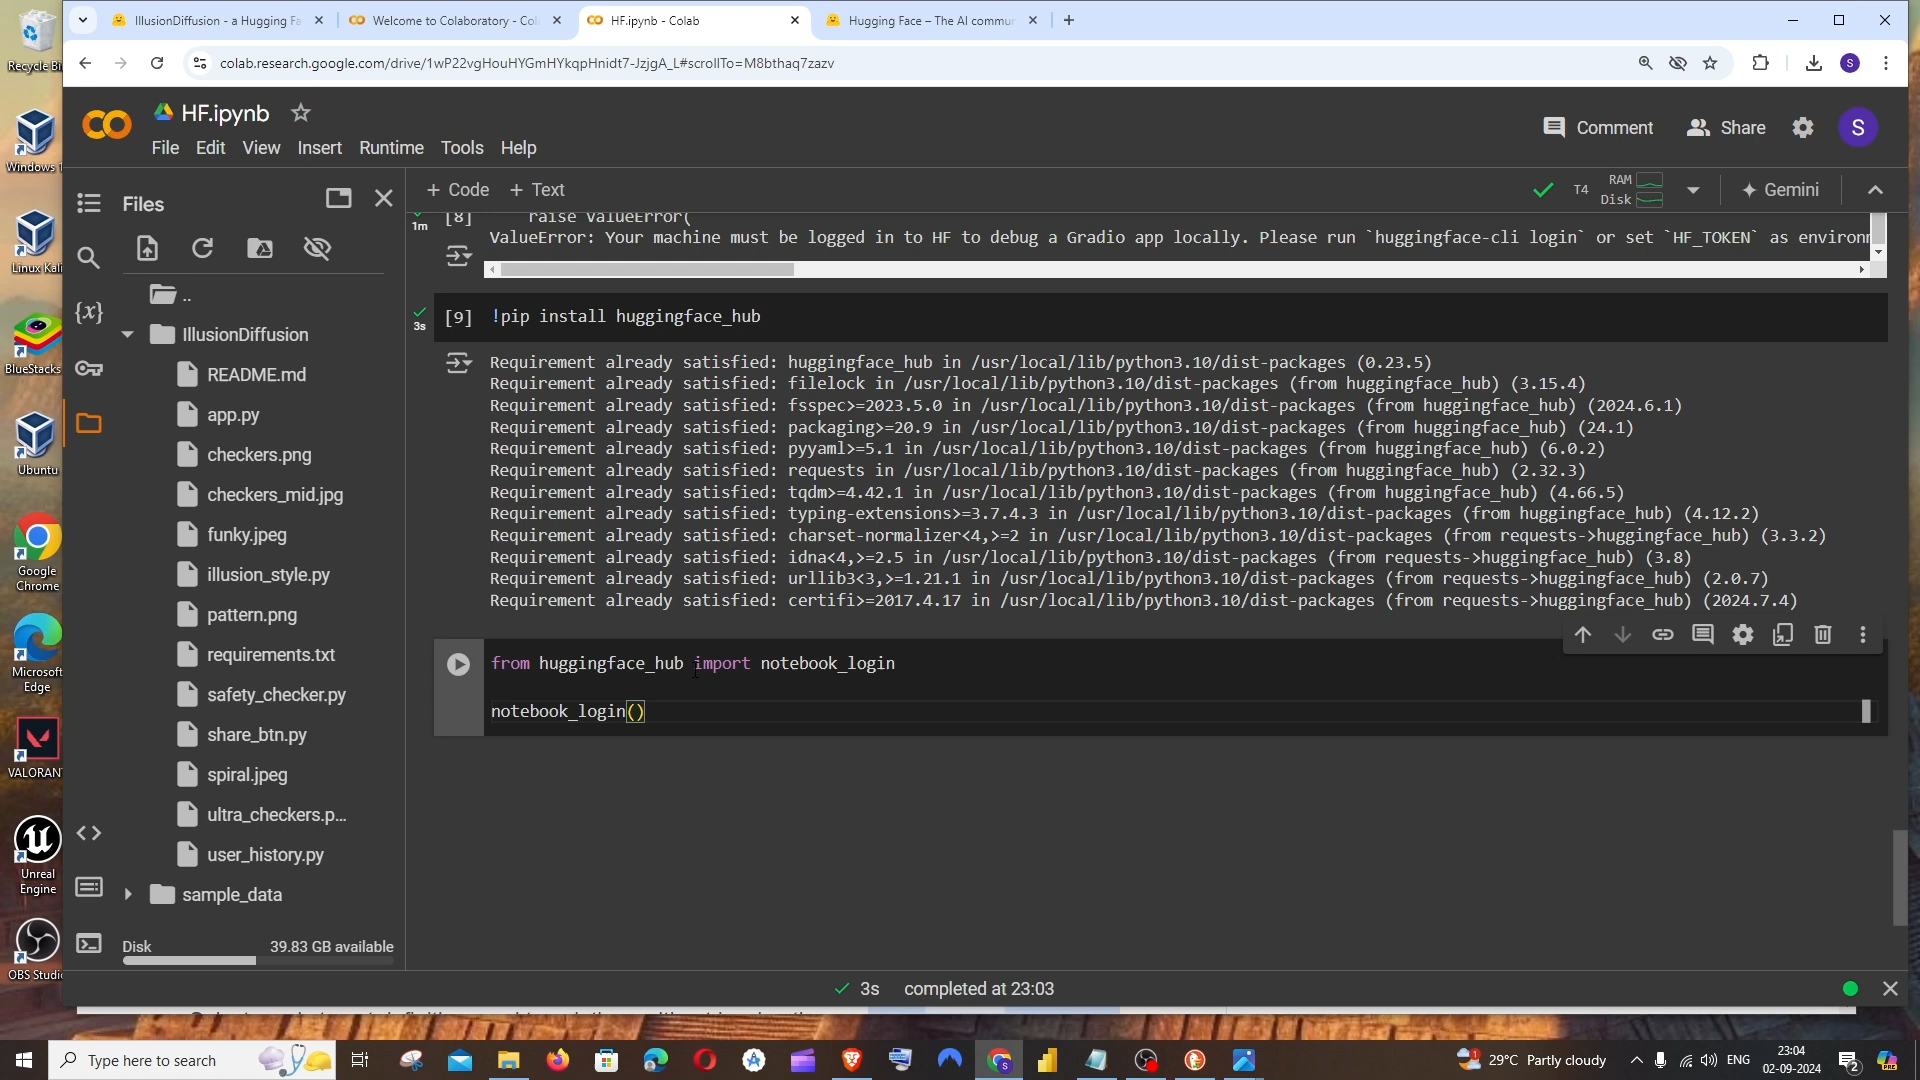 Recycle Bi
Windows 1
Linux Kali
BlueStacks
Ubuntu
Google
Chrome
Microsoft
Edge
VALORAN
Unreal
Engine
OBS Studi
IllusionDiffusion - a Hugging Fa
Welcome to Colaboratory - Col
HF.ipynb - Colab
Hugging Face – The AI commun
colab.research.google.com/drive/1wP22vgHouHYGmHYkqpHnidt7-JzjgA_L#scrollTo=M8bthaq7zazv
S
HF.ipynb
File Edit View Insert Runtime Tools Help
Comment
Share
S
Files
+ Code + Text
T4
RAM
Disk
Gemini
..
IllusionDiffusion
README.md
app.py
checkers.png
checkers_mid.jpg
funky.jpeg
illusion_style.py
pattern.png
requirements.txt
safety_checker.py
share_btn.py
spiral.jpeg
ultra_checkers.p...
user_history.py
sample_data
Disk 39.83 GB available
1m
[8] raise ValueError(
ValueError: Your machine must be logged in to HF to debug a Gradio app locally. Please run `huggingface-cli login` or set `HF_TOKEN` as environm
3s
[9] !pip install huggingface_hub
Requirement already satisfied: huggingface_hub in /usr/local/lib/python3.10/dist-packages (0.23.5)
Requirement already satisfied: filelock in /usr/local/lib/python3.10/dist-packages (from huggingface_hub) (3.15.4)
Requirement already satisfied: fsspec>=2023.5.0 in /usr/local/lib/python3.10/dist-packages (from huggingface_hub) (2024.6.1)
Requirement already satisfied: packaging>=20.9 in /usr/local/lib/python3.10/dist-packages (from huggingface_hub) (24.1)
Requirement already satisfied: pyyaml>=5.1 in /usr/local/lib/python3.10/dist-packages (from huggingface_hub) (6.0.2)
Requirement already satisfied: requests in /usr/local/lib/python3.10/dist-packages (from huggingface_hub) (2.32.3)
Requirement already satisfied: tqdm>=4.42.1 in /usr/local/lib/python3.10/dist-packages (from huggingface_hub) (4.66.5)
Requirement already satisfied: typing-extensions>=3.7.4.3 in /usr/local/lib/python3.10/dist-packages (from huggingface_hub) (4.12.2)
Requirement already satisfied: charset-normalizer<4,>=2 in /usr/local/lib/python3.10/dist-packages (from requests->huggingface_hub) (3.3.2)
Requirement already satisfied: idna<4,>=2.5 in /usr/local/lib/python3.10/dist-packages (from requests->huggingface_hub) (3.8)
Requirement already satisfied: urllib3<3,>=1.21.1 in /usr/local/lib/python3.10/dist-packages (from requests->huggingface_hub) (2.0.7)
Requirement already satisfied: certifi>=2017.4.17 in /usr/local/lib/python3.10/dist-packages (from requests->huggingface_hub) (2024.7.4)
from huggingface_hub import notebook_login
notebook_login()
3s completed at 23:03
Type here to search
29°C Partly cloudy
ENG
23:04
02-09-2024
2